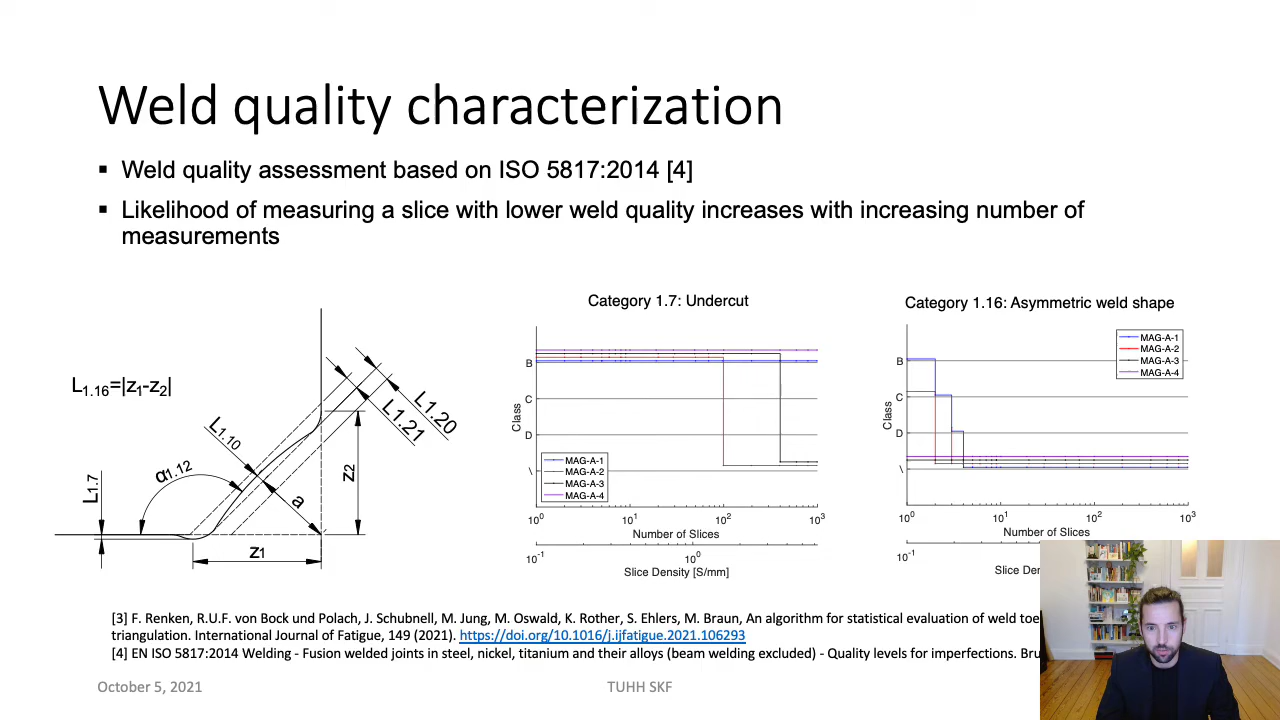 Weld quality characterization
▪ Weld quality assessment based on ISO 5817:2014 [4]
▪ Likelihood of measuring a slice with lower weld quality increases with increasing number of
measurements
L1.16=|z1-z2|
L1.7
α1.12
L1.10
a
L1.21
L1.20
z2
z1
Category 1.7: Undercut
Class
B
C
D
\
MAG-A-1
MAG-A-2
MAG-A-3
MAG-A-4
10^0 10^1 10^2 10^3
Number of Slices
10^-1 10^0
Slice Density [S/mm]
Category 1.16: Asymmetric weld shape
Class
B
C
D
\
MAG-A-1
MAG-A-2
MAG-A-3
MAG-A-4
10^0 10^1 10^2 10^3
Number of Slices
10^-1
Slice De
[3] F. Renken, R.U.F. von Bock und Polach, J. Schubnell, M. Jung, M. Oswald, K. Rother, S. Ehlers, M. Braun, An algorithm for statistical evaluation of weld toe
triangulation. International Journal of Fatigue, 149 (2021). https://doi.org/10.1016/j.ijfatigue.2021.106293
[4] EN ISO 5817:2014 Welding - Fusion welded joints in steel, nickel, titanium and their alloys (beam welding excluded) - Quality levels for imperfections. Bru
October 5, 2021
TUHH SKF